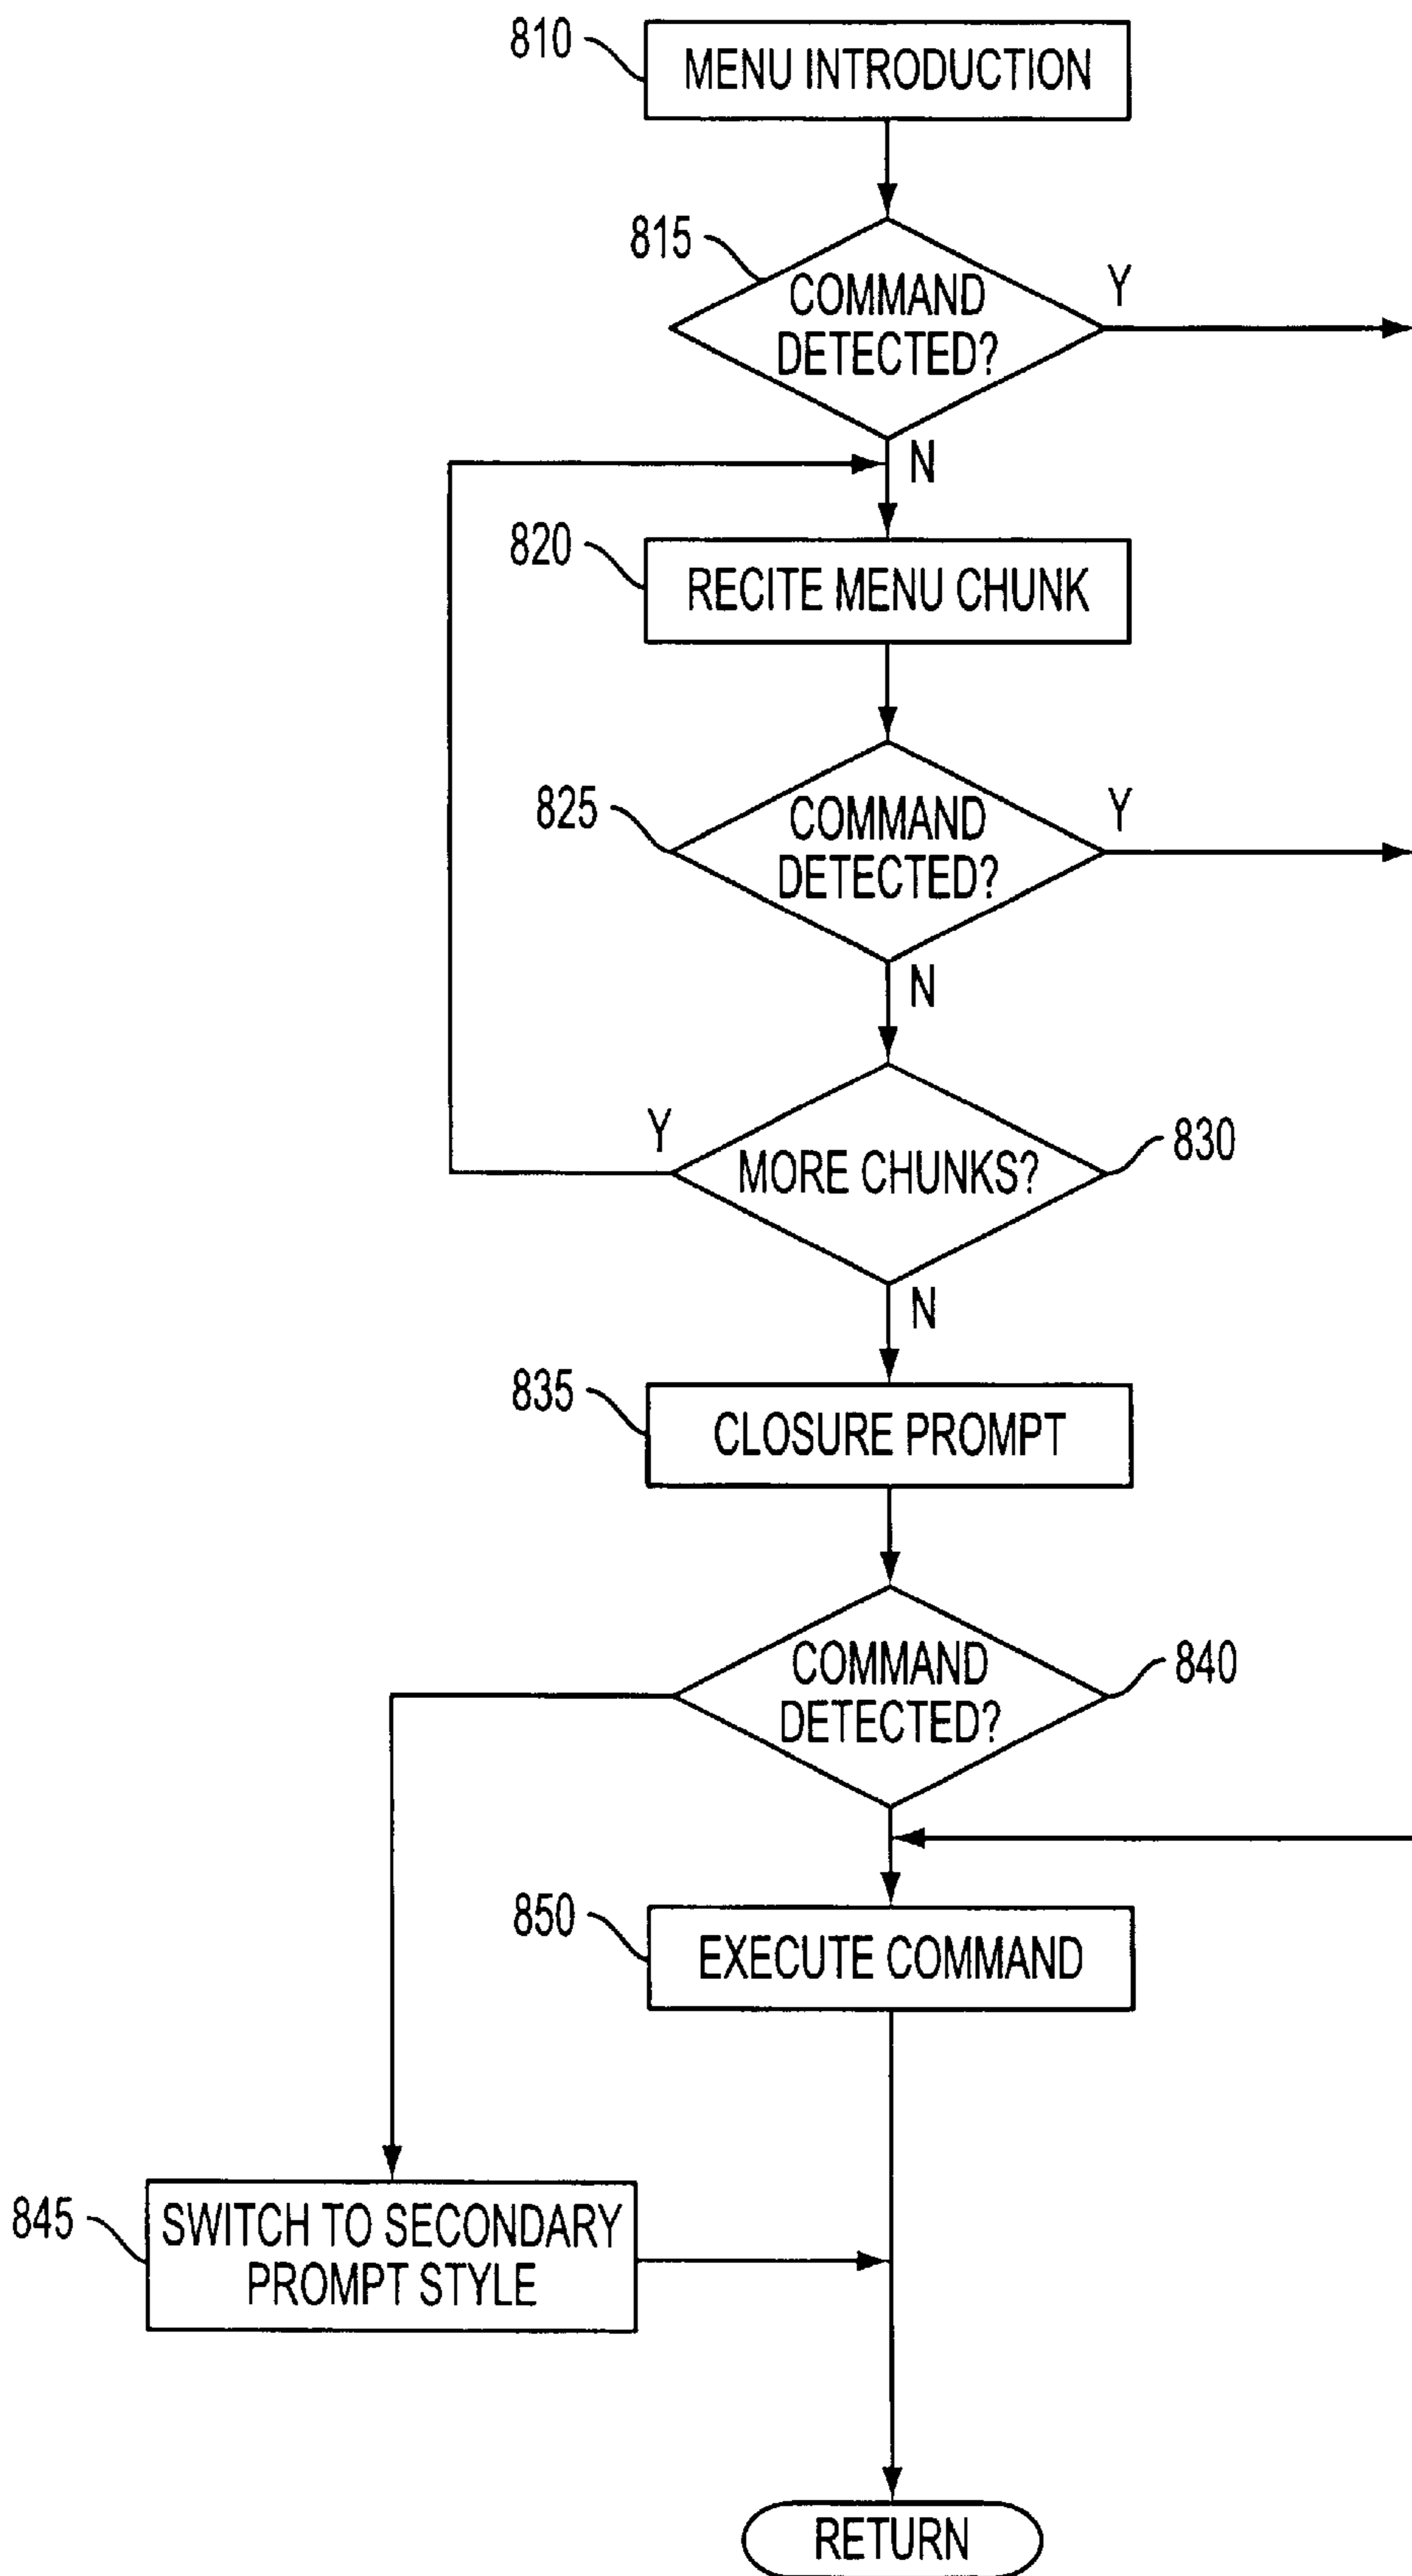 810
MENU INTRODUCTION
815
COMMAND
DETECTED?
Y
N
820
RECITE MENU CHUNK
825
COMMAND
DETECTED?
Y
N
Y
MORE CHUNKS?
830
N
835
CLOSURE PROMPT
COMMAND
DETECTED?
840
850
EXECUTE COMMAND
845
SWITCH TO SECONDARY
PROMPT STYLE
RETURN